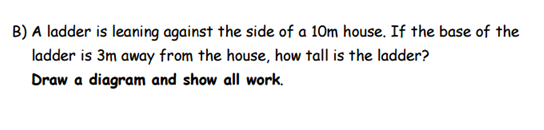 B) A ladder is leaning against the side of a 10m house. If the base of the
ladder is 3m away from the house, how tall is the ladder?
Draw a diagram and show all work.